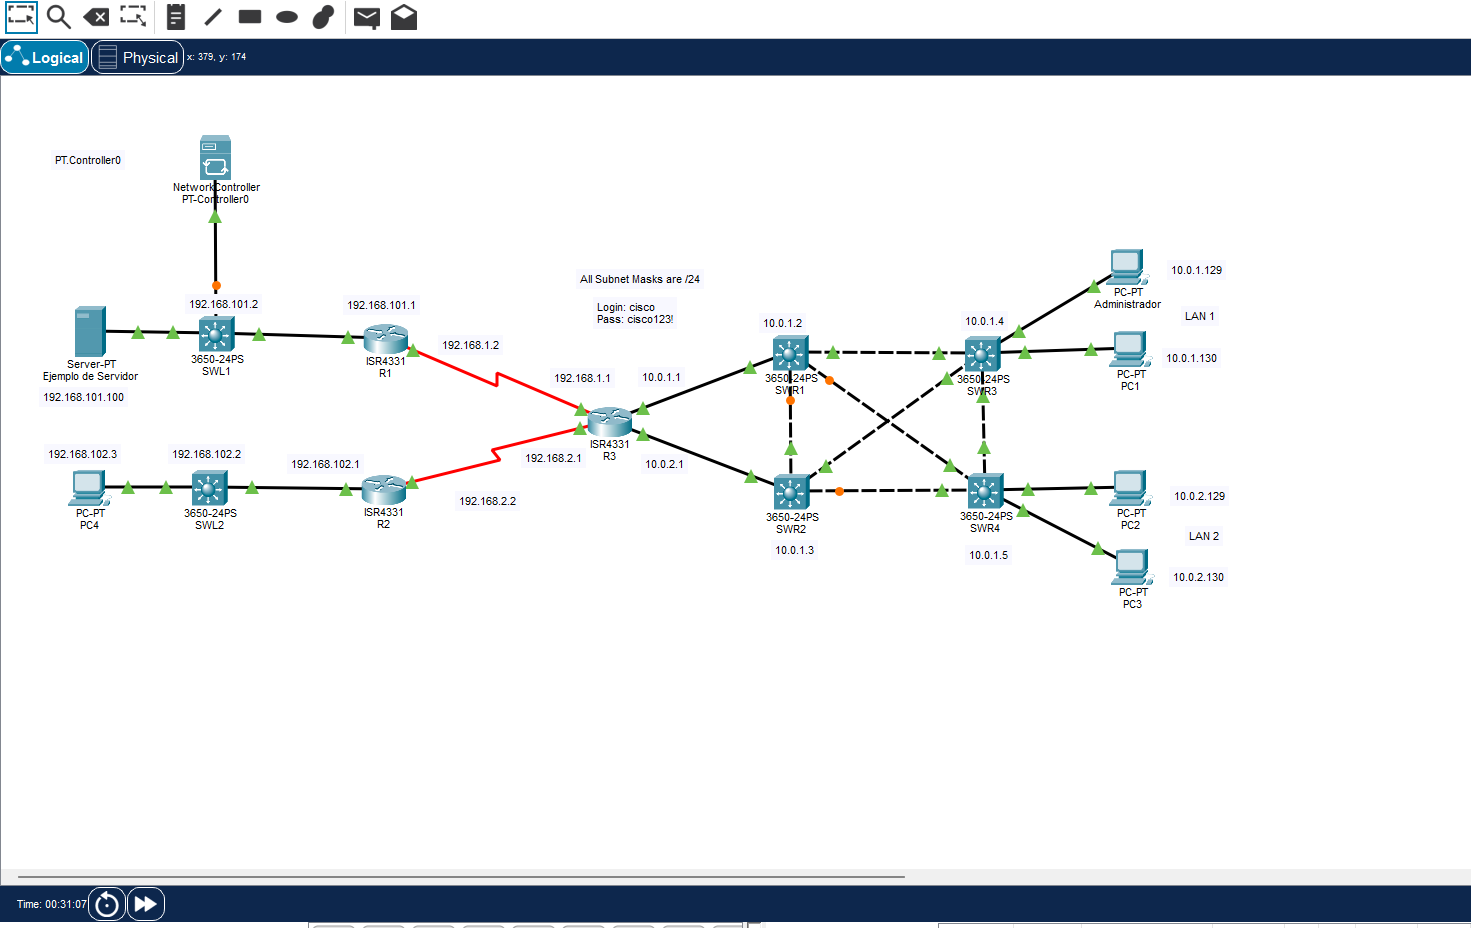 Logical
Physical
x: 379, y: 174
PT.Controller0
NetworkController
PT-Controller0
192.168.101.2
192.168.101.1
3650-24PS
SWL1
ISR4331
R1
Server-PT
Ejemplo de Servidor
192.168.101.100
192.168.1.2
All Subnet Masks are /24
Login: cisco
Pass: cisco123!
192.168.1.1
10.0.1.1
ISR4331
R3
192.168.2.1
10.0.2.1
192.168.102.3
192.168.102.2
192.168.102.1
PC-PT
PC4
3650-24PS
SWL2
ISR4331
R2
192.168.2.2
10.0.1.2
3650-24PS
SWR1
10.0.1.4
3650-24PS
SWR3
3650-24PS
SWR2
10.0.1.3
3650-24PS
SWR4
10.0.1.5
PC-PT
Administrador
10.0.1.129
LAN 1
PC-PT
PC1
10.0.1.130
PC-PT
PC2
10.0.2.129
LAN 2
PC-PT
PC3
10.0.2.130
Time: 00:31:07